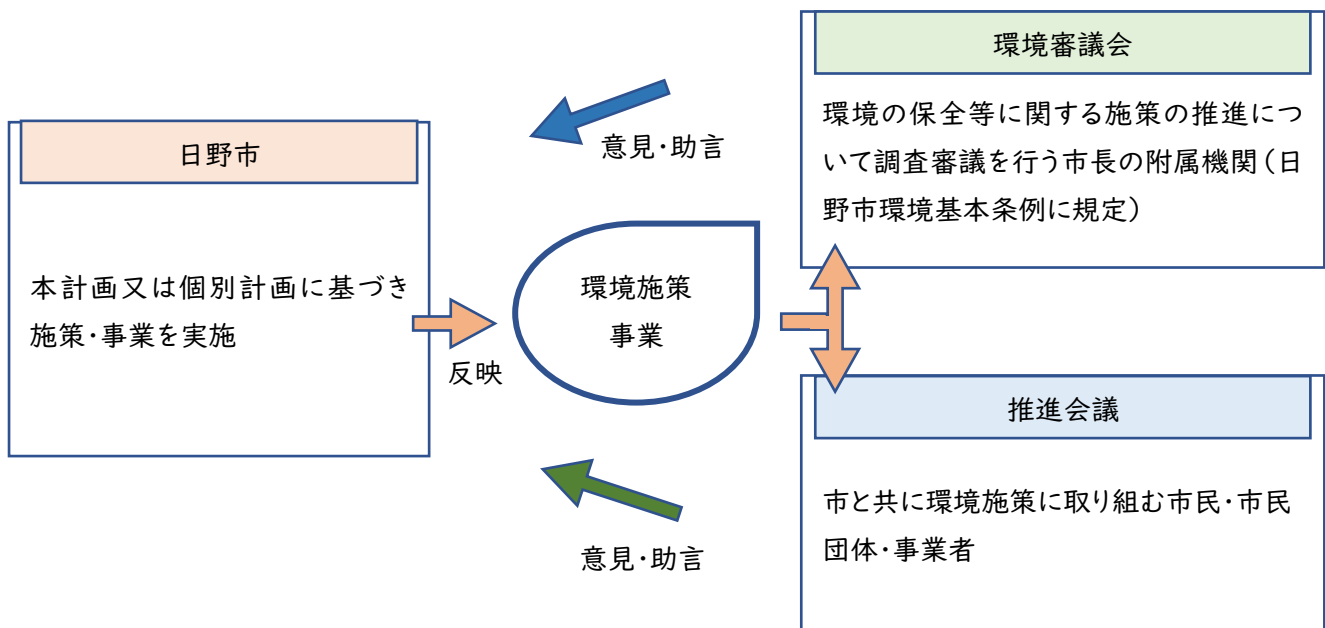 日野市
本計画又は個別計画に基づき
施策・事業を実施
反映
意見・助言
環境施策
事業
意見・助言
環境審議会
環境の保全等に関する施策の推進につ
いて調査審議を行う市長の附属機関（日
野市環境基本条例に規定）
推進会議
市と共に環境施策に取り組む市民・市民
団体・事業者